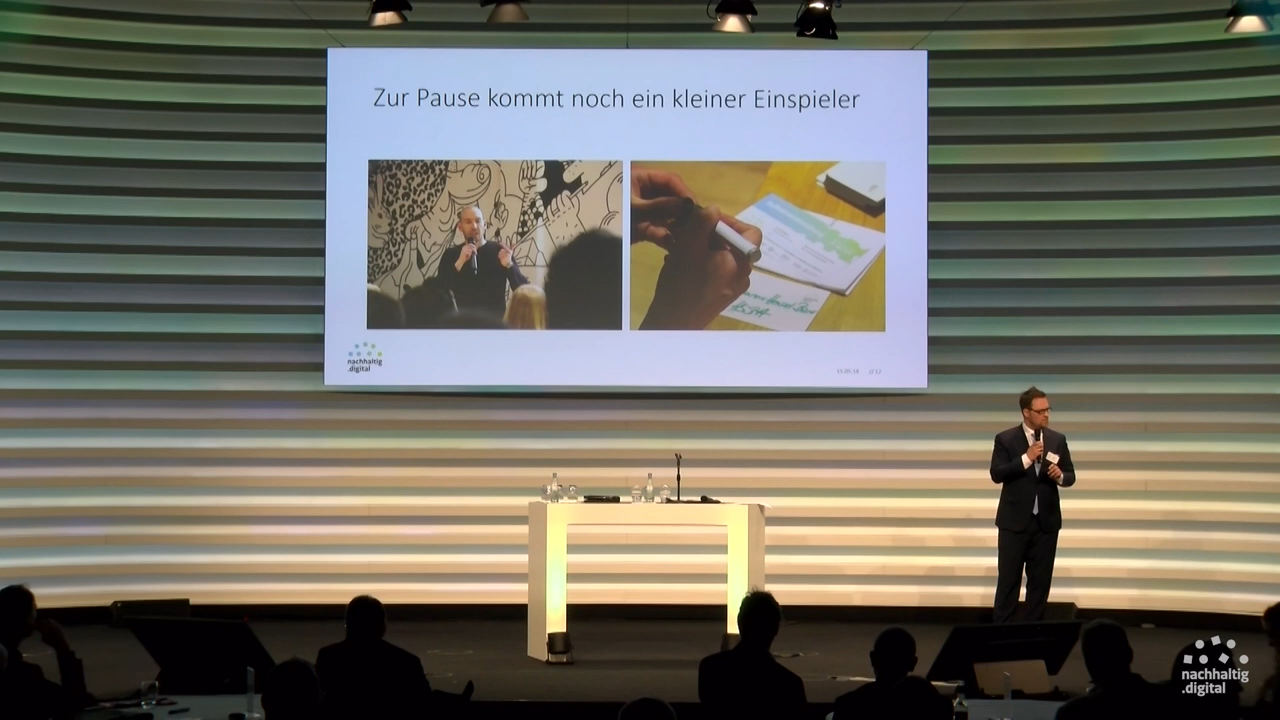 Zur Pause kommt noch ein kleiner Einspieler
nachhaltig
.digital
nachhaltig
.digital